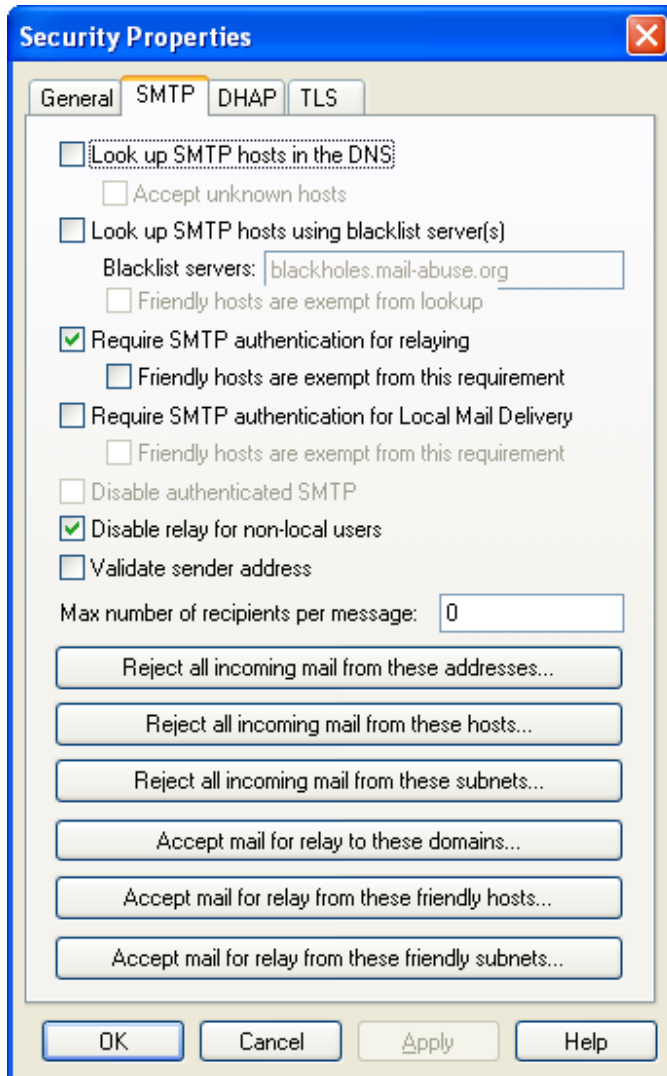 Security Properties
General SMTP DHAP TLS
Look up SMTP hosts in the DNS
Accept unknown hosts
Look up SMTP hosts using blacklist server(s)
Blacklist servers: blackholes.mail-abuse.org
Friendly hosts are exempt from lookup
Require SMTP authentication for relaying
Friendly hosts are exempt from this requirement
Require SMTP authentication for Local Mail Delivery
Friendly hosts are exempt from this requirement
Disable authenticated SMTP
Disable relay for non-local users
Validate sender address
Max number of recipients per message: 0
Reject all incoming mail from these addresses...
Reject all incoming mail from these hosts...
Reject all incoming mail from these subnets...
Accept mail for relay to these domains...
Accept mail for relay from these friendly hosts...
Accept mail for relay from these friendly subnets...
OK Cancel Apply Help